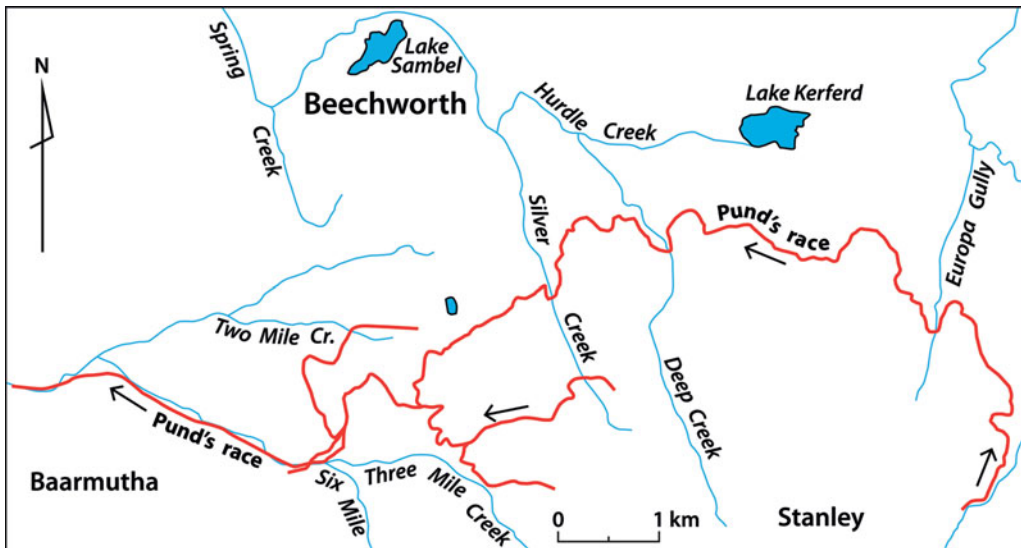 Spring
Creek
Lake
Sambel
Beechworth
N
Hurdle
Creek
Lake Kerferd
Silver
Creek
Pund's race
Europa Gully
Two Mile Cr.
Deep Creek
Pund's race
Baarmutha
Six
Mile
Three
Mile
Creek
0
1 km
Stanley